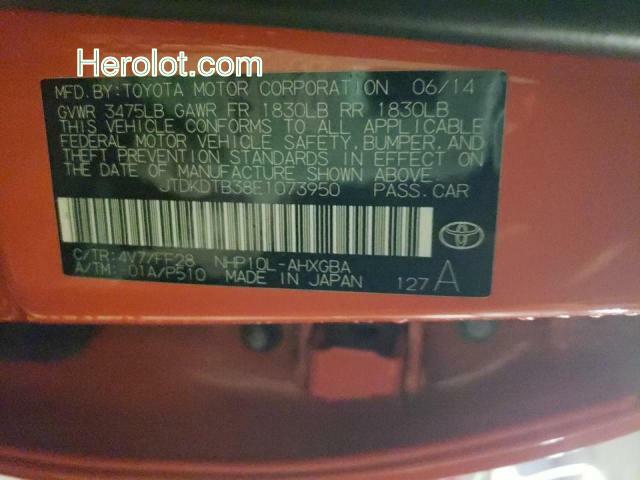 Herolot.com
MFD.BY:TOYOTA MOTOR CORPORATION 06/14
GVWR 3475LB GAWR FR 1830LB RR 1830LB
THIS VEHICLE CONFORMS TO ALL APPLICABLE
FEDERAL MOTOR VEHICLE SAFETY,BUMPER,AND
THEFT PREVENTION STANDARDS IN EFFECT ON
THE DATE OF MANUFACTURE SHOWN ABOVE.
JTDKDTB38E1073950 PASS.CAR
C/TR:4V7/FF28 NHP10L-AHXGBA
A/TM: 01A/P510 MADE IN JAPAN 127 A